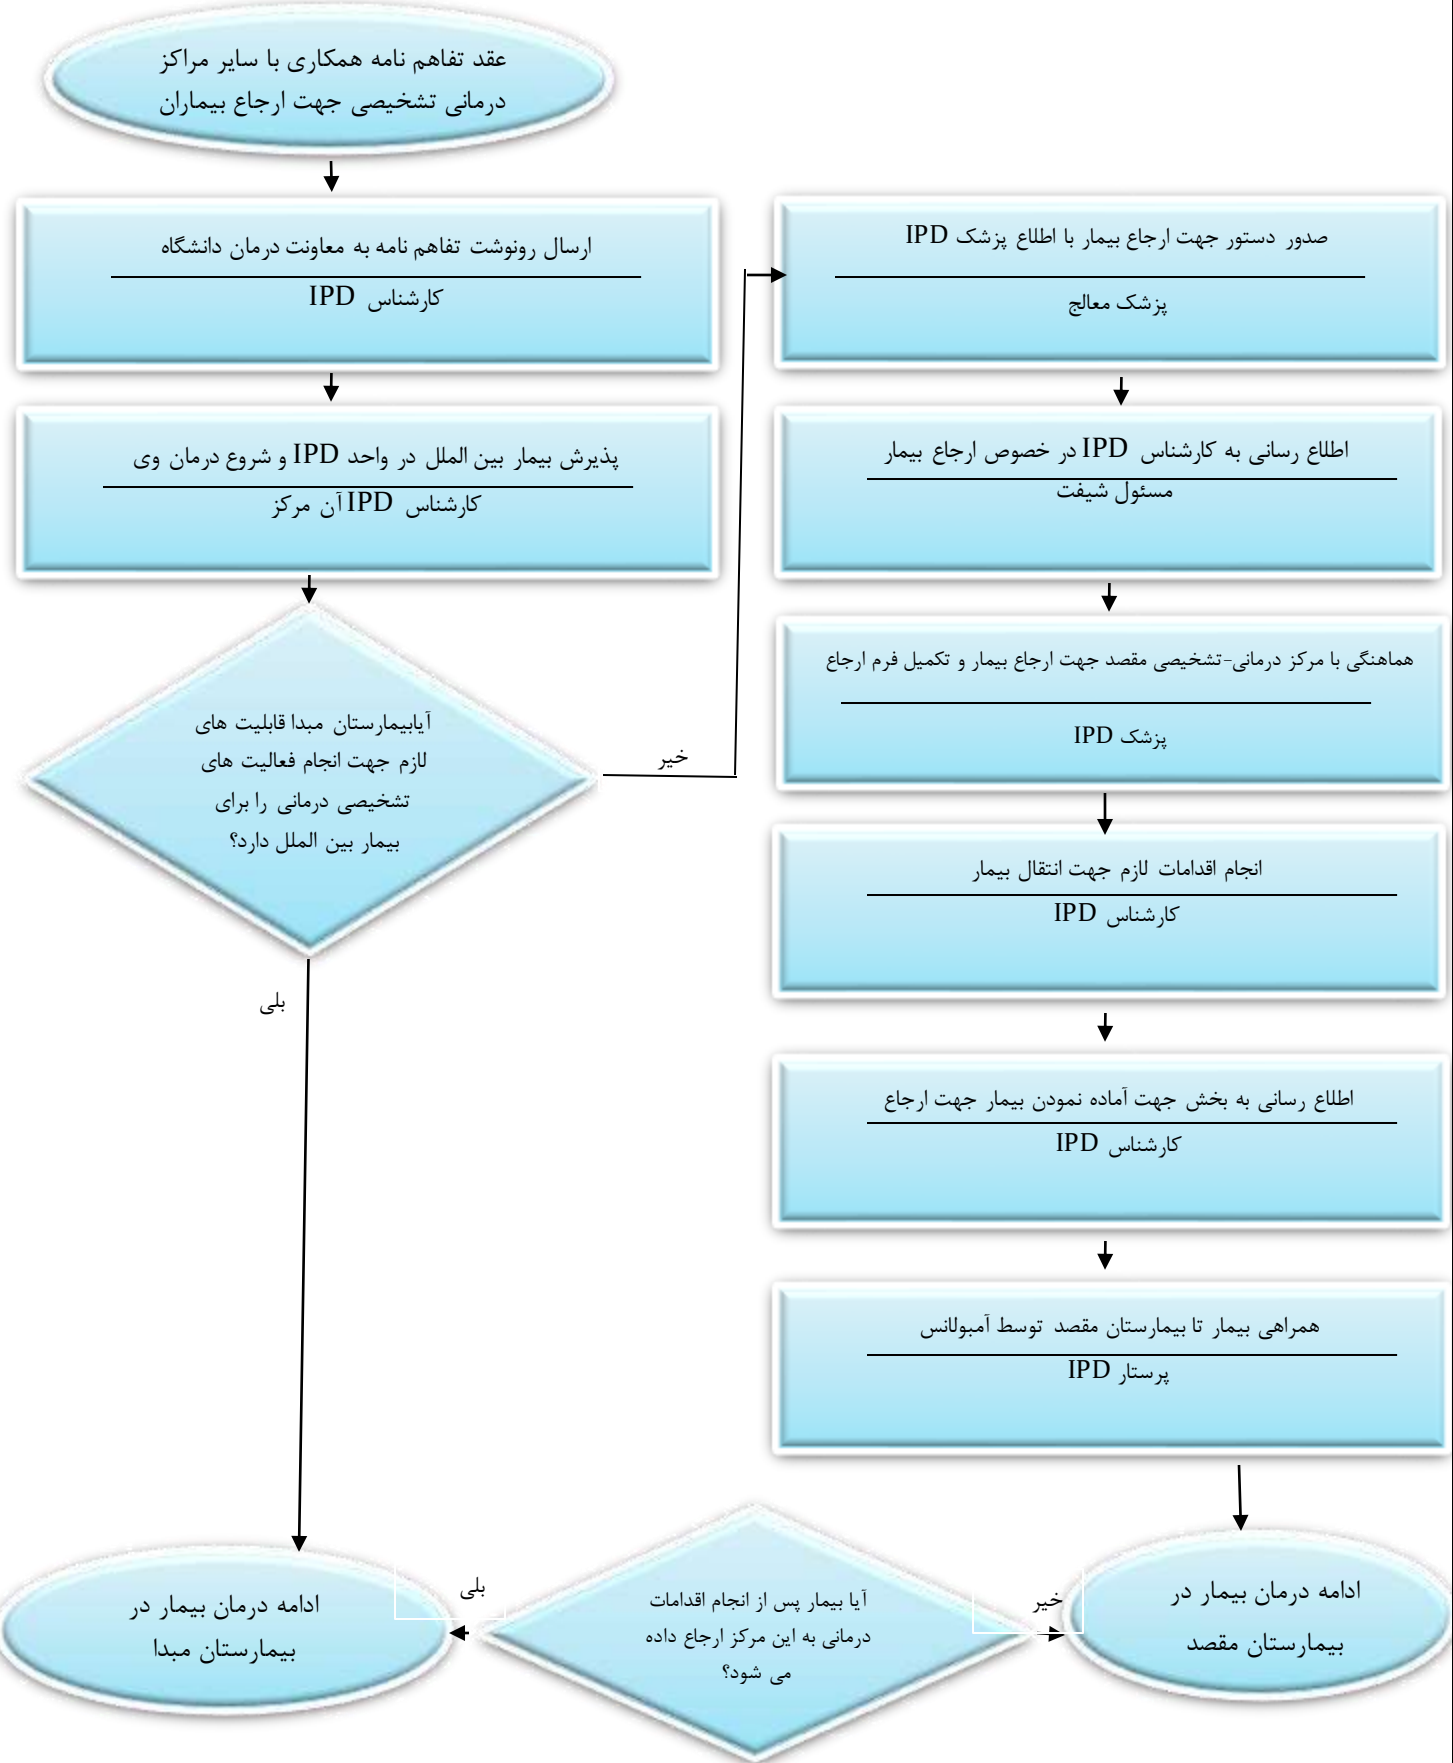 عقد تفاهم نامه همکاری با سایر مراکز
درمانی تشخیصی جهت ارجاع بیماران
ارسال رونوشت تفاهم نامه به معاونت درمان دانشگاه
کارشناس IPD
پذیرش بیمار بین الملل در واحد IPD و شروع درمان وی
کارشناس IPD آن مرکز
آیابیمارستان مبدا قابلیت های
لازم جهت انجام فعالیت های
تشخیصی درمانی را برای
بیمار بین الملل دارد؟
خیر
بلی
صدور دستور جهت ارجاع بیمار با اطلاع پزشک IPD
پزشک معالج
اطلاع رسانی به کارشناس IPD در خصوص ارجاع بیمار
مسئول شیفت
هماهنگی با مرکز درمانی-تشخیصی مقصد جهت ارجاع بیمار و تکمیل فرم ارجاع
پزشک IPD
انجام اقدامات لازم جهت انتقال بیمار
کارشناس IPD
اطلاع رسانی به بخش جهت آماده نمودن بیمار جهت ارجاع
کارشناس IPD
همراهی بیمار تا بیمارستان مقصد توسط آمبولانس
پرستار IPD
ادامه درمان بیمار در
بیمارستان مقصد
خیر
آیا بیمار پس از انجام اقدامات
درمانی به این مرکز ارجاع داده
می شود؟
بلی
ادامه درمان بیمار در
بیمارستان مبدا